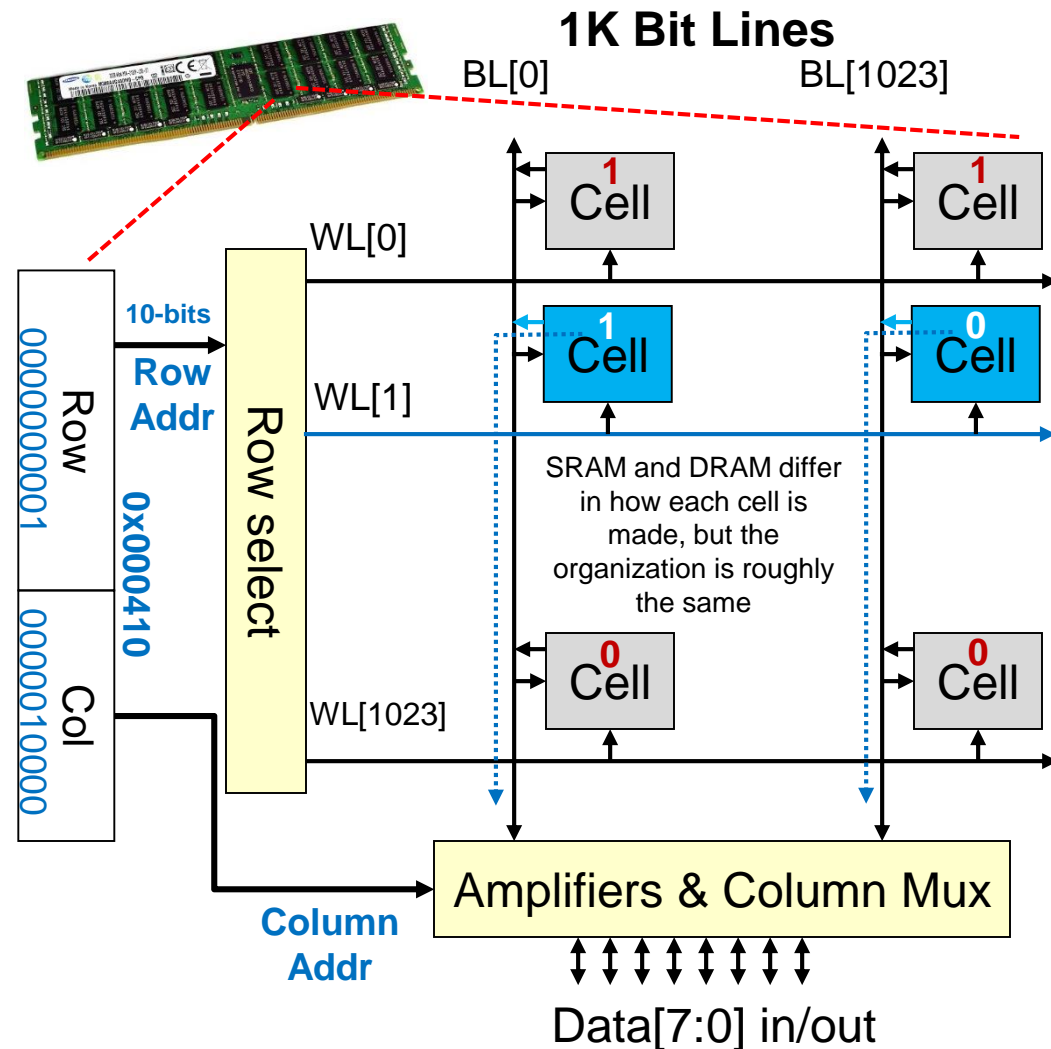 1K Bit Lines
BL[0]
BL[1023]
1
Cell
1
Cell
WL[0]
10-bits
Row
Addr
0000000001
Row
0x000410
Row select
1
Cell
0
Cell
WL[1]
SRAM and DRAM differ
in how each cell is
made, but the
organization is roughly
the same
0000010000
Col
0
Cell
0
Cell
WL[1023]
Column
Addr
Amplifiers & Column Mux
Data[7:0] in/out